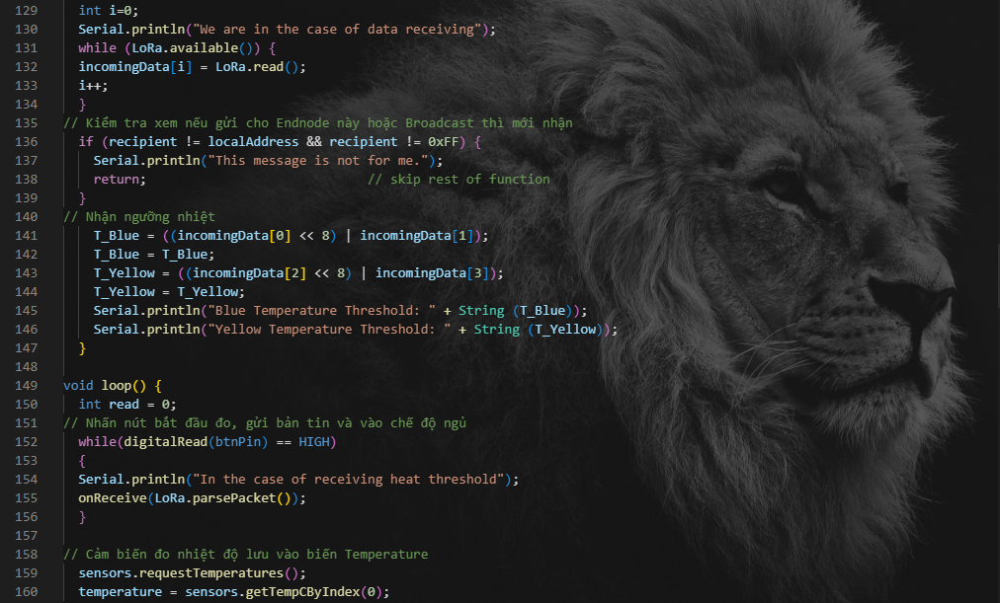 129 int i=0;
130 Serial.println("We are in the case of data receiving");
131 while (LoRa.available()) {
132 incomingData[i] = LoRa.read();
133 i++;
134 }
135 // Kiểm tra xem nếu gửi cho Endnode này hoặc Broadcast thì mới nhận
136 if (recipient != localAddress && recipient != 0xFF) {
137 Serial.println("This message is not for me.");
138 return; // skip rest of function
139 }
140 // Nhận ngưỡng nhiệt
141 T_Blue = ((incomingData[0] << 8) | incomingData[1]);
142 T_Blue = T_Blue;
143 T_Yellow = ((incomingData[2] << 8) | incomingData[3]);
144 T_Yellow = T_Yellow;
145 Serial.println("Blue Temperature Threshold: " + String (T_Blue));
146 Serial.println("Yellow Temperature Threshold: " + String (T_Yellow));
147 }
148
149 void loop() {
150 int read = 0;
151 // Nhấn nút bắt đầu đo, gửi bản tin và vào chế độ ngủ
152 while(digitalRead(btnPin) == HIGH)
153 {
154 Serial.println("In the case of receiving heat threshold");
155 onReceive(LoRa.parsePacket());
156 }
157
158 // Cảm biến đo nhiệt độ lưu vào biến Temperature
159 sensors.requestTemperatures();
160 temperature = sensors.getTempCByIndex(0);